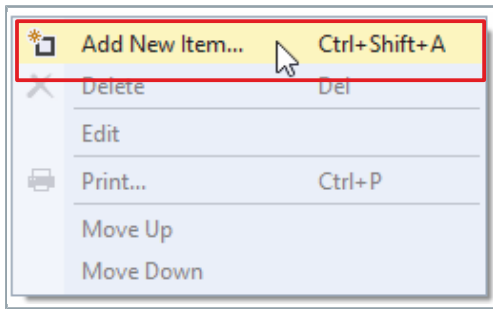 Add New Item... Ctrl+Shift+A
Delete Del
Edit
Print... Ctrl+P
Move Up
Move Down